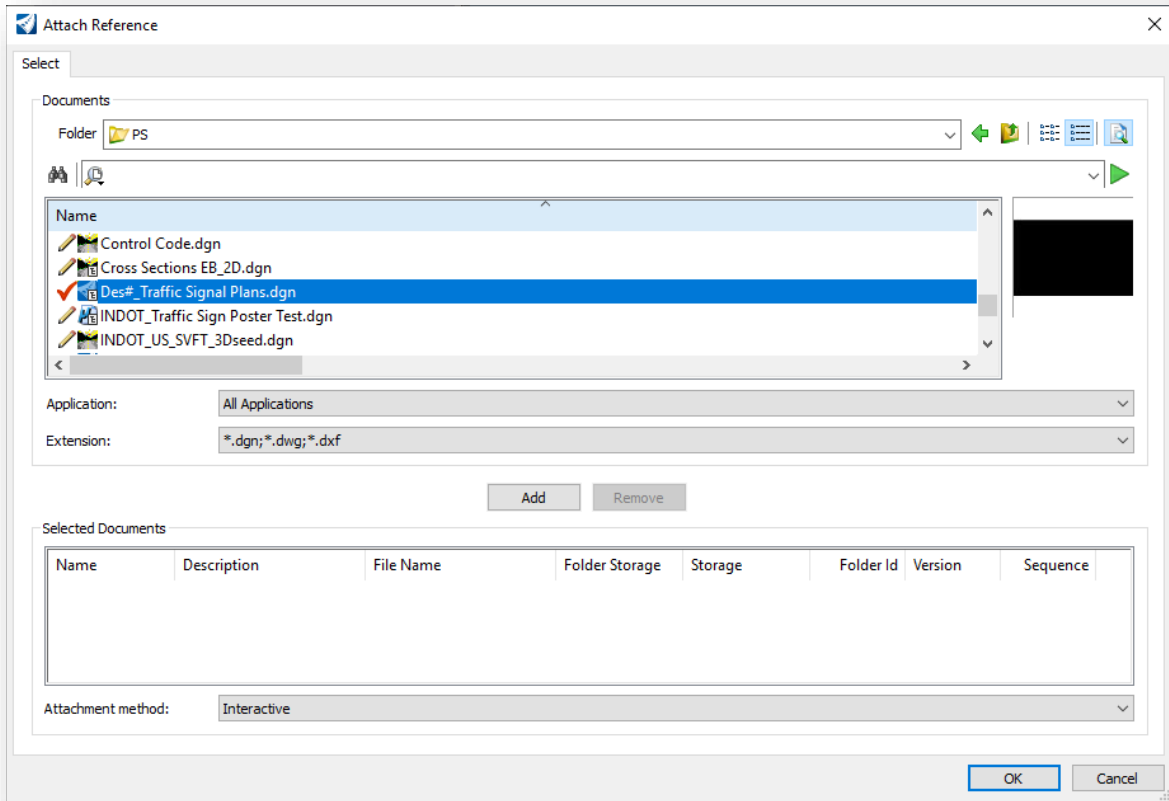 Attach Reference
Select
Documents
Folder PS
Name
Control Code.dgn
Cross Sections EB_2D.dgn
Des#_Traffic Signal Plans.dgn
INDOT_Traffic Sign Poster Test.dgn
INDOT_US_SVFT_3Dseed.dgn
Application: All Applications
Extension: *.dgn;*.dwg;*.dxf
Add Remove
Selected Documents
Name Description File Name Folder Storage Storage Folder Id Version Sequence
Attachment method: Interactive
OK Cancel